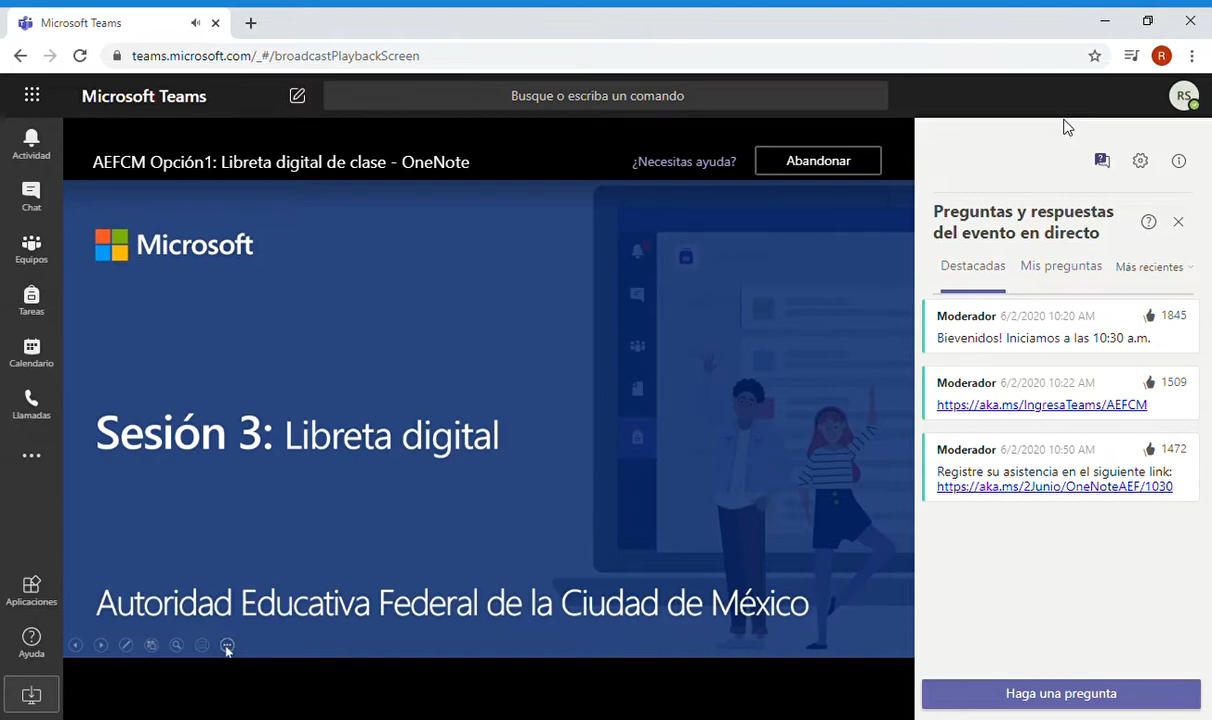 Microsoft Teams
teams.microsoft.com/_#/broadcastPlaybackScreen
R
Microsoft Teams
Busque o escriba un comando
RS
Actividad
Chat
Equipos
Tareas
Calendario
Llamadas
Aplicaciones
Ayuda
AEFCM Opción1: Libreta digital de clase - OneNote
¿Necesitas ayuda?
Abandonar
Microsoft
Sesión 3: Libreta digital
Autoridad Educativa Federal de la Ciudad de México
Preguntas y respuestas
del evento en directo
Destacadas Mis preguntas Más recientes
Moderador 6/2/2020 10:20 AM 1845
Bievenidos! Iniciamos a las 10:30 a.m.
Moderador 6/2/2020 10:22 AM 1509
https://aka.ms/IngresaTeams/AEFCM
Moderador 6/2/2020 10:50 AM 1472
Registre su asistencia en el siguiente link:
https://aka.ms/2Junio/OneNoteAEF/1030
Haga una pregunta